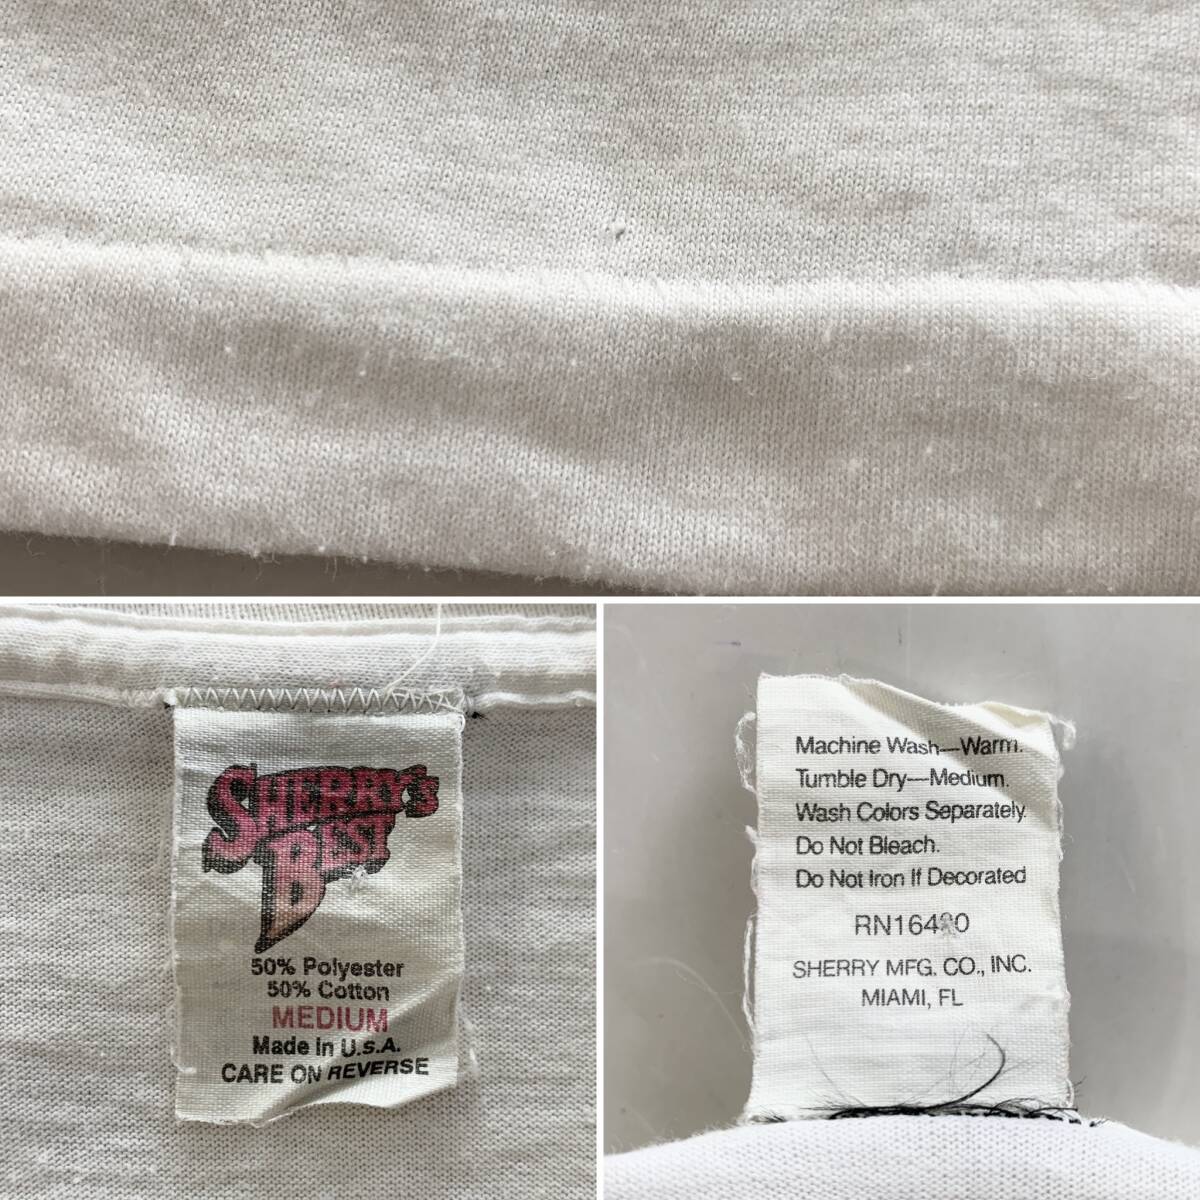 SHERRY'S
BEST
50% Polyester
50% Cotton
MEDIUM
Made in U.S.A.
CARE ON REVERSE
Machine Wash—Warm.
Tumble Dry—Medium.
Wash Colors Separately.
Do Not Bleach.
Do Not Iron If Decorated
SHERRY MFG. CO., INC.
MIAMI, FL